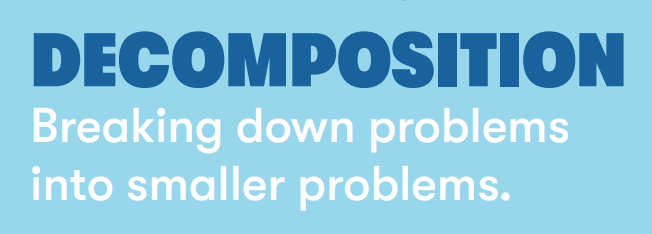 DECOMPOSITION
Breaking down problems
into smaller problems.